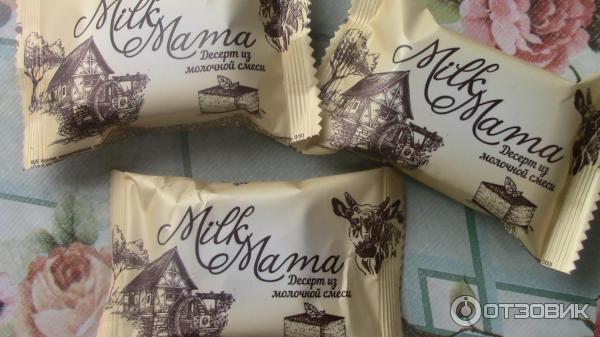 Milk
Mama
Десерт из
молочной смеси
Milk
Mama
Десерт из
молочной смеси
Milk
Mama
Десерт из
молочной смеси
ОТЗОВИК